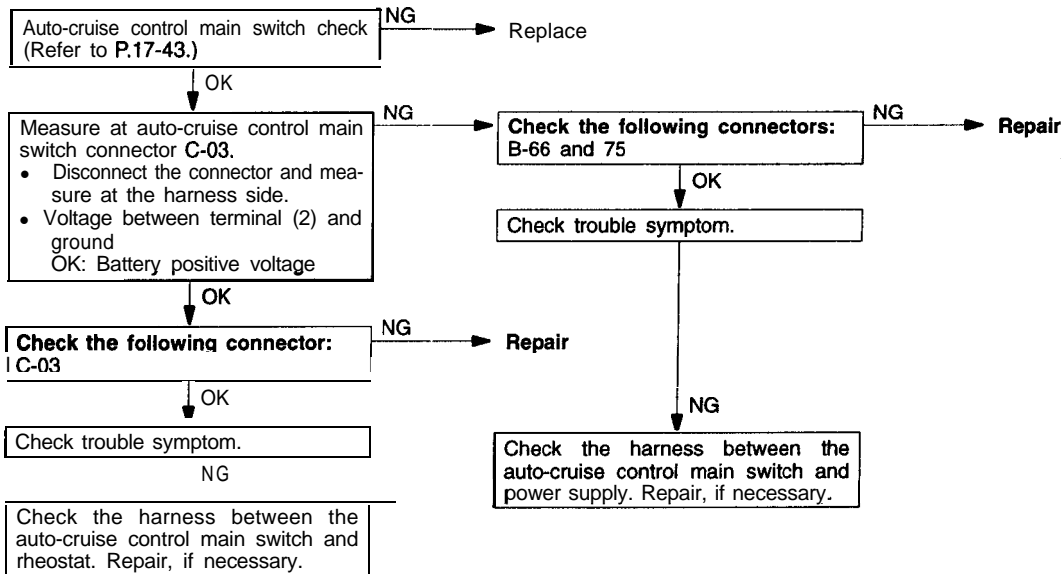 Auto-cruise control main switch check
(Refer to P.17-43.)
NG
Replace
OK
Measure at auto-cruise control main
switch connector C-03.
• Disconnect the connector and mea-
sure at the harness side.
• Voltage between terminal (2) and
ground
OK: Battery positive voltage
NG
Check the following connectors:
B-66 and 75
NG
Repair
OK
Check trouble symptom.
NG
Check the harness between the
auto-cruise control main switch and
power supply. Repair, if necessary.
OK
Check the following connector:
C-03
NG
Repair
OK
Check trouble symptom.
NG
Check the harness between the
auto-cruise control main switch and
rheostat. Repair, if necessary.